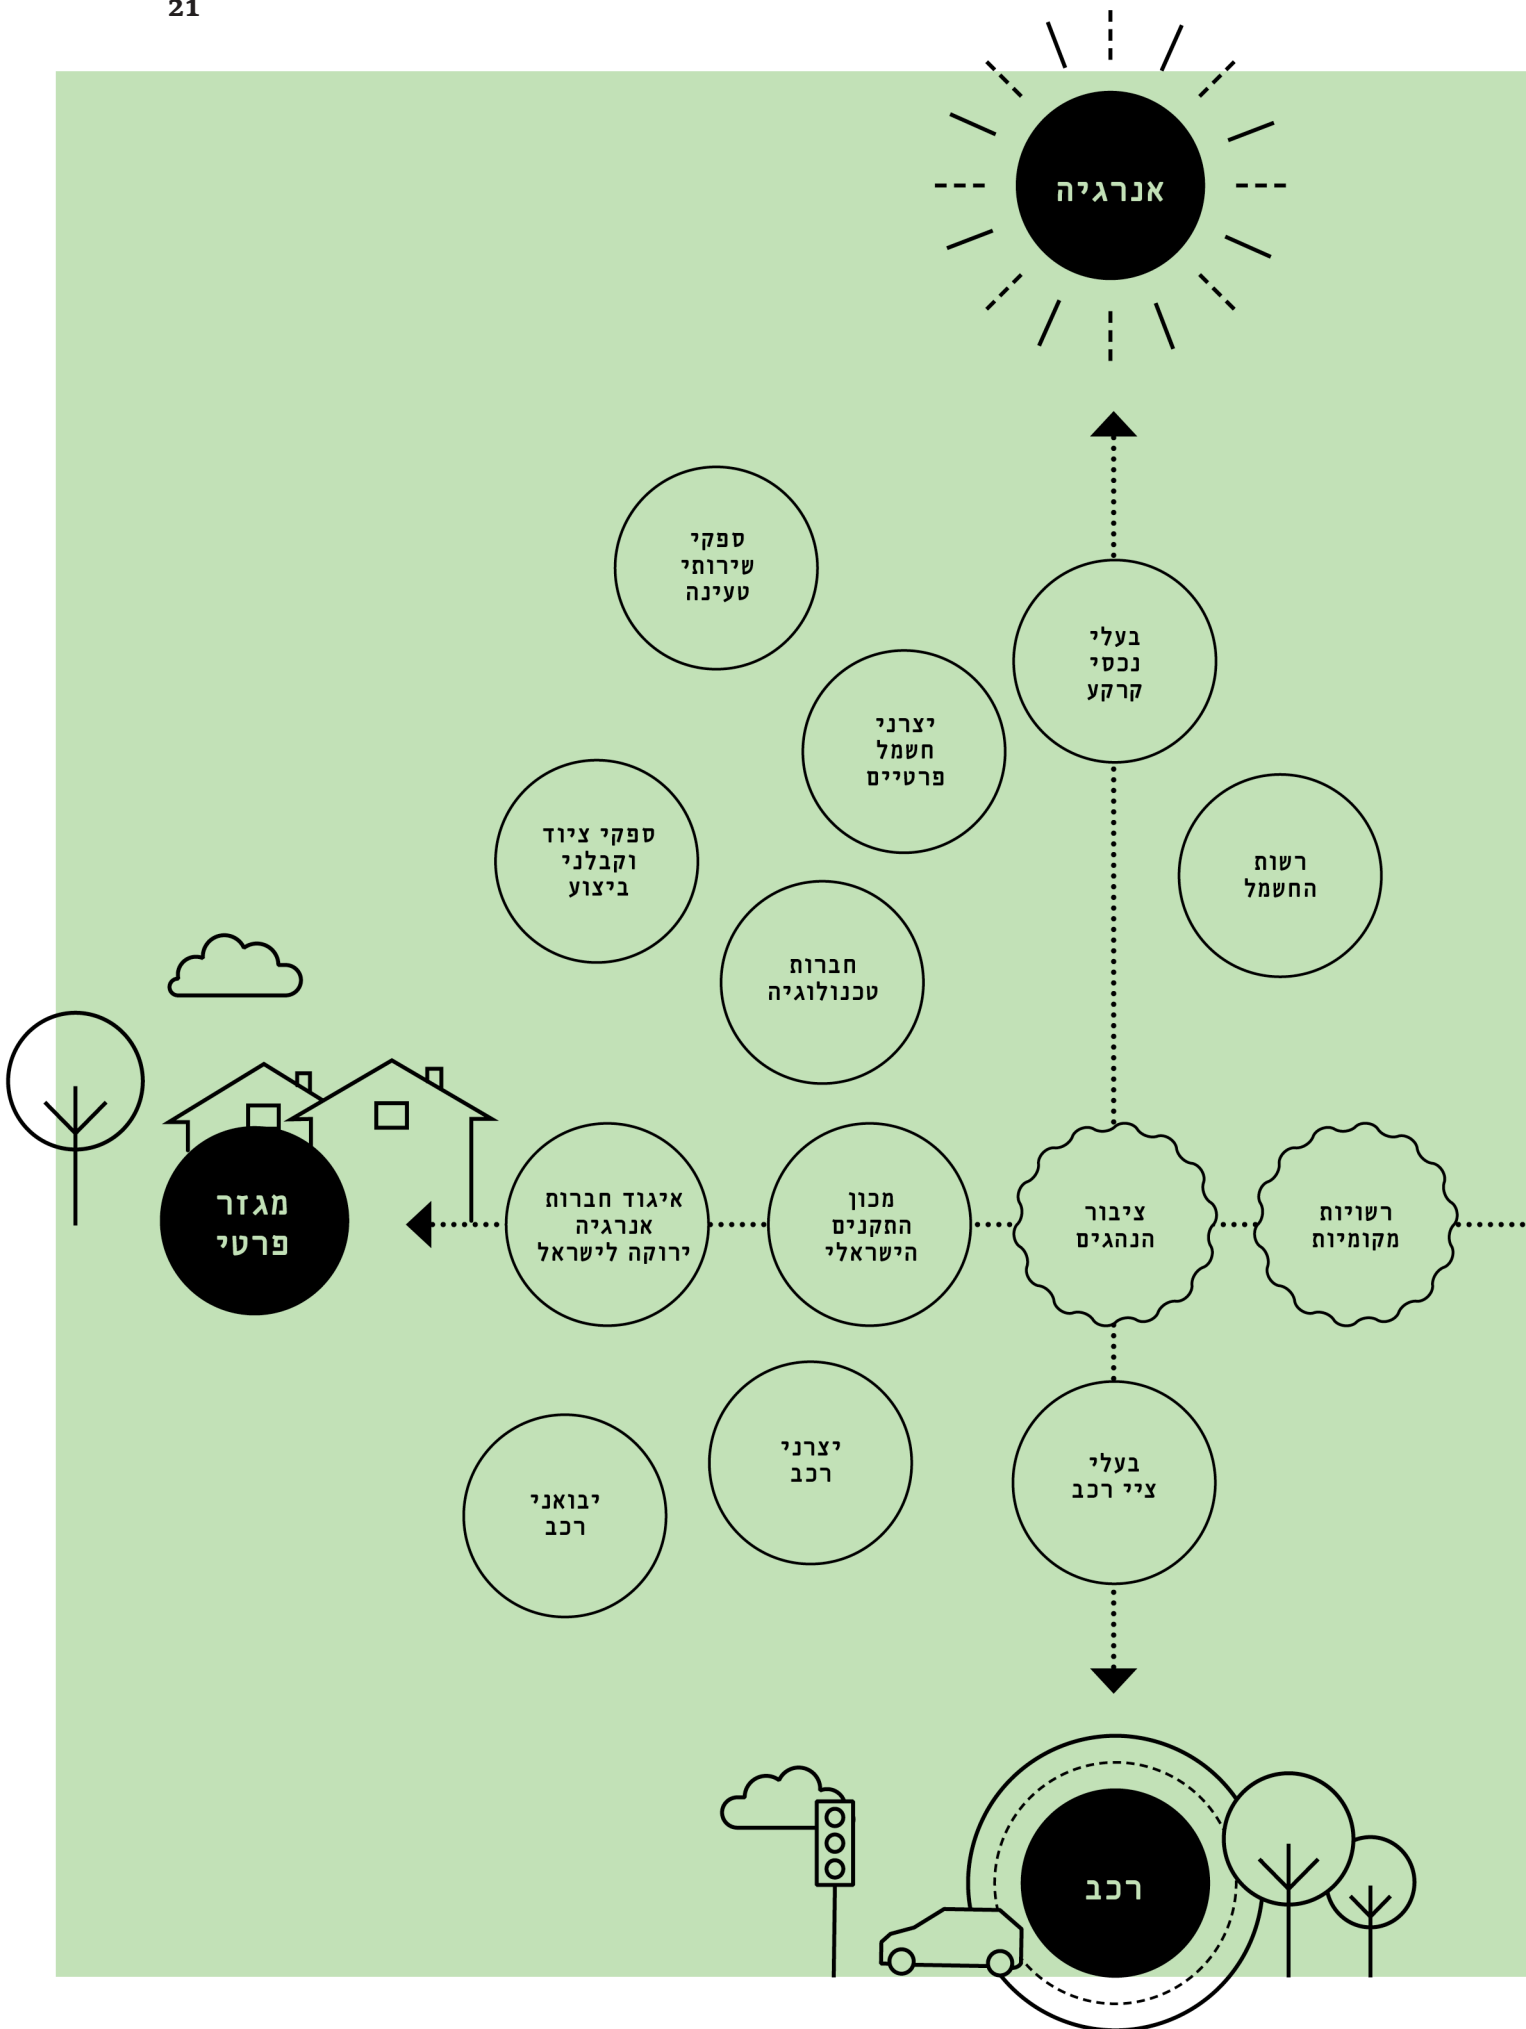 21
אנרגיה
ספקי
שירותי
טעינה
בעלי
נכסי
קרקע
יצרני
חשמל
פרטיים
רשות
החשמל
ספקי ציוד
וקבלני
ביצוע
חברות
טכנולוגיה
רשויות
מקומיות
ציבור
הנהגים
מכון
התקנים
הישראלי
איגוד חברות
אנרגיה
ירוקה לישראל
מגזר
פרטי
בעלי
ציי רכב
יצרני
רכב
יבואני
רכב
רכב